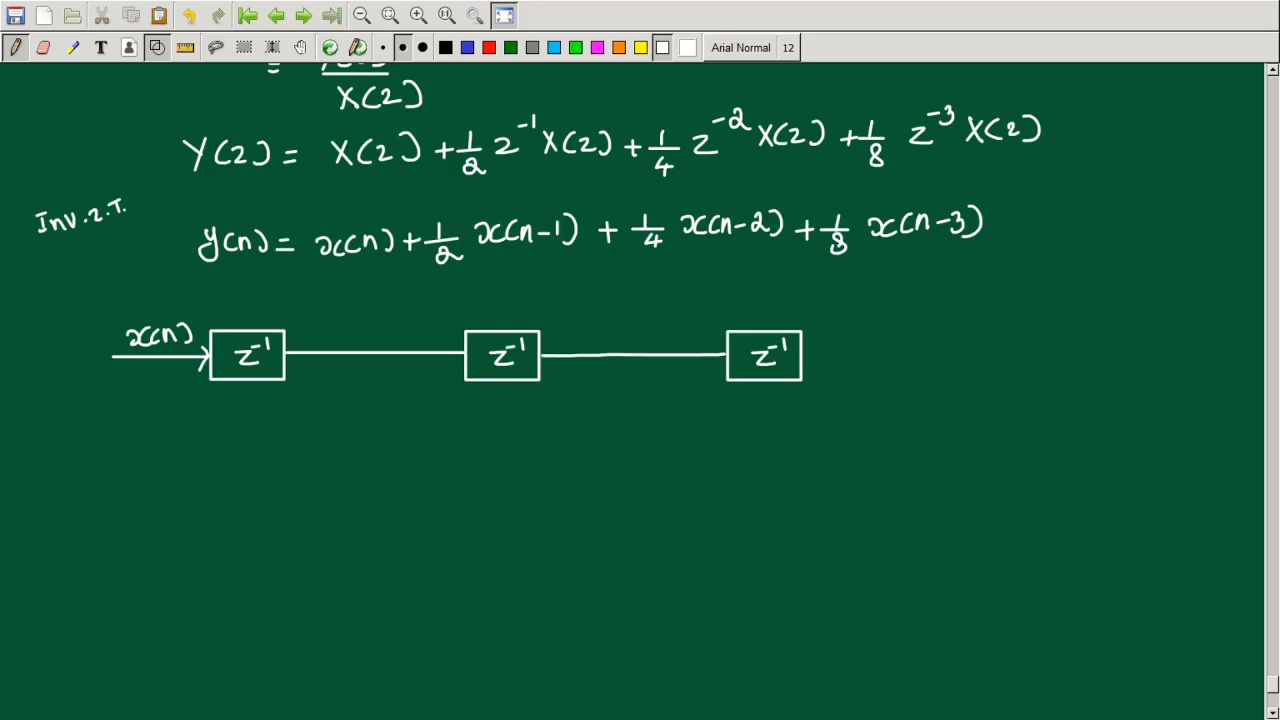 Arial Normal 12
X(z)
Y(z) = X(z) + 1/2 z⁻¹ X(z) + 1/4 z⁻² X(z) + 1/8 z⁻³ X(z)
Inv. z. T.
y(n) = x(n) + 1/2 x(n-1) + 1/4 x(n-2) + 1/8 x(n-3)
x(n)
z⁻¹ z⁻¹ z⁻¹